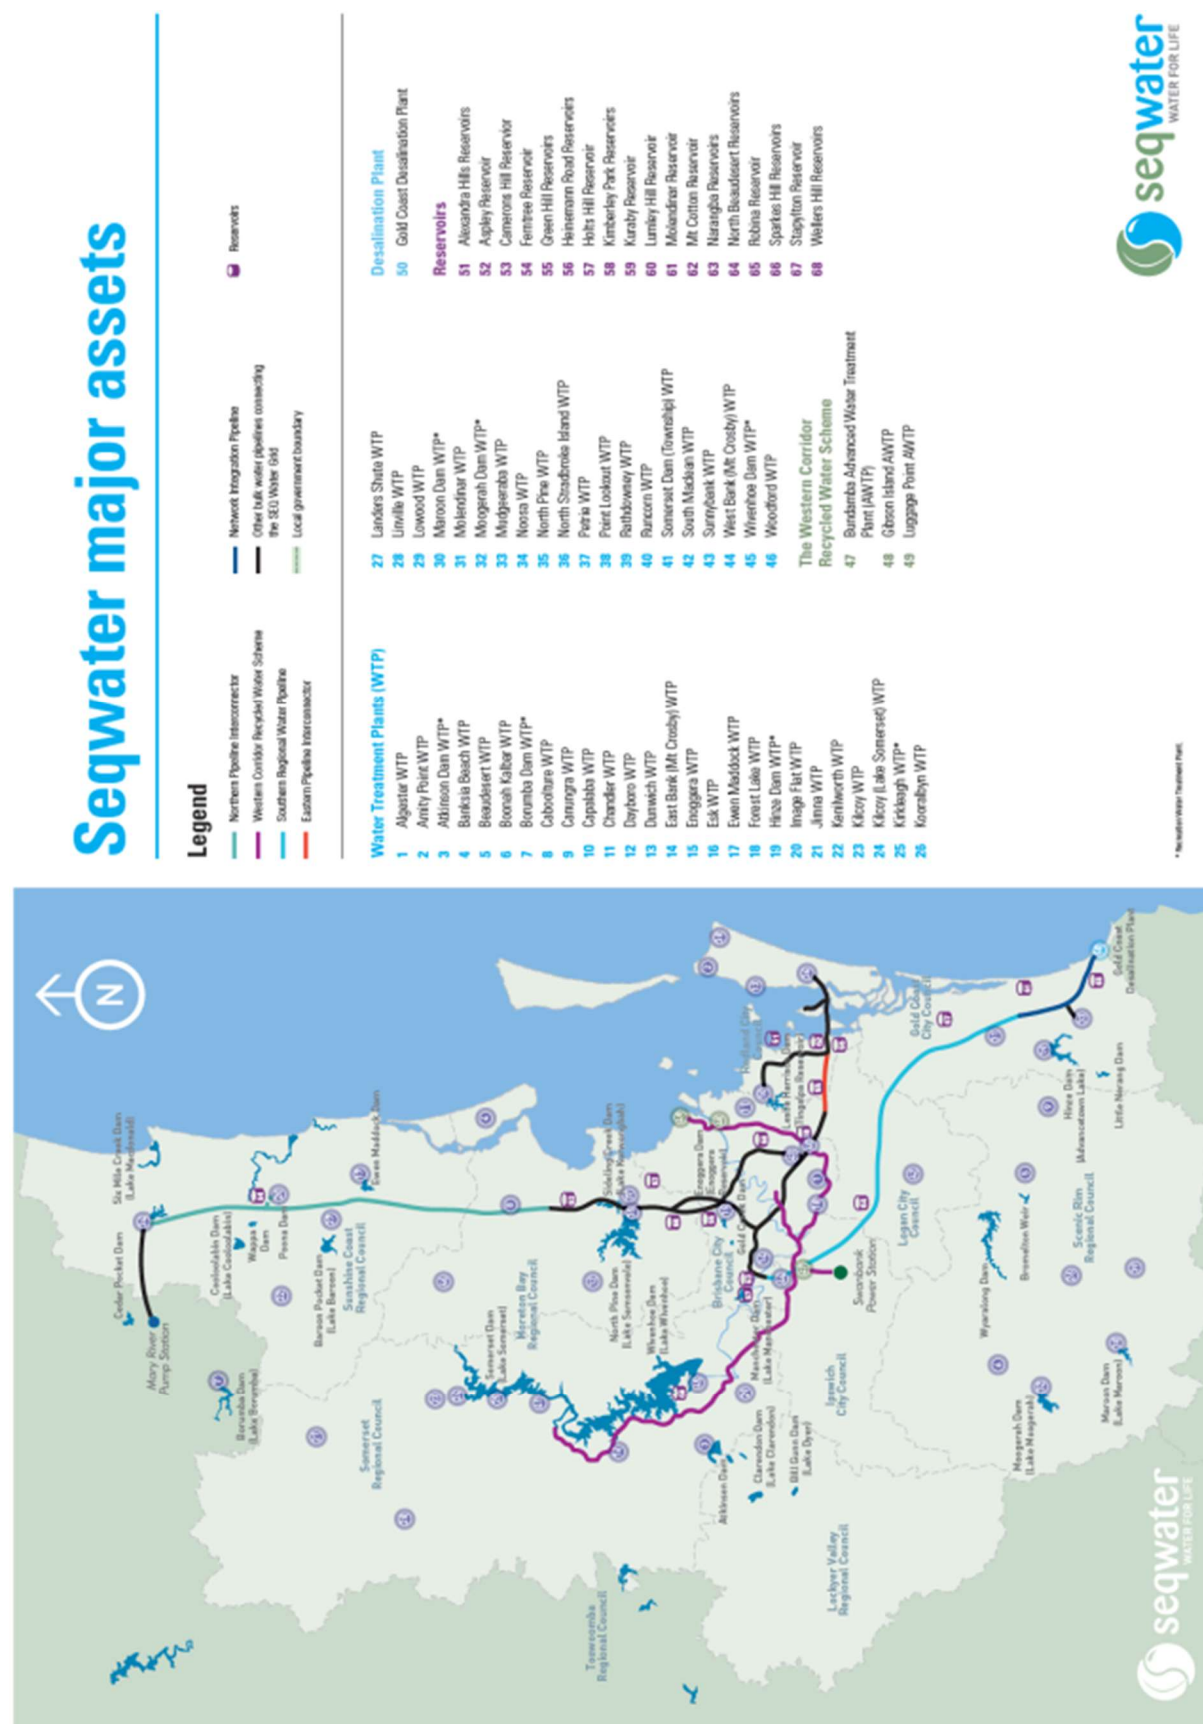 Seqwater major assets
Legend
Northern Pipeline Interconnector
Western Corridor Recycled Water Scheme
Southern Regional Water Pipeline
Eastern Pipeline Interconnector
Network Integration Pipeline
Other bulk water pipelines connecting
the SEQ Water Grid
Local government boundary
Reservoirs
Water Treatment Plants (WTP)
1 Algester WTP
2 Amity Point WTP
3 Atkinson Dam WTP*
4 Banksia Beach WTP
5 Beaudesert WTP
6 Boonah Kalbar WTP
7 Borumba Dam WTP*
8 Caboolture WTP
9 Canungra WTP
10 Capalaba WTP
11 Chandler WTP
12 Dayboro WTP
13 Dunwich WTP
14 East Bank (Mt Crosby) WTP
15 Enoggera WTP
16 Esk WTP
17 Ewen Maddock WTP
18 Forest Lake WTP
19 Hinze Dam WTP*
20 Image Flat WTP
21 Jimna WTP
22 Kenilworth WTP
23 Kilcoy WTP
24 Kilcoy (Lake Somerset) WTP
25 Kirkleagh WTP*
26 Kooralbyn WTP
27 Landers Shute WTP
28 Linville WTP
29 Lowood WTP
30 Maroon Dam WTP*
31 Molendinar WTP
32 Moogerah Dam WTP*
33 Mudgeeraba WTP
34 Noosa WTP
35 North Pine WTP
36 North Stradbroke Island WTP
37 Petrie WTP
38 Point Lookout WTP
39 Rathdowney WTP
40 Runcorn WTP
41 Somerset Dam (Township) WTP
42 South Maclean WTP
43 Sunnybank WTP
44 West Bank (Mt Crosby) WTP
45 Wivenhoe Dam WTP*
46 Woodford WTP
The Western Corridor
Recycled Water Scheme
47 Bundamba Advanced Water Treatment
Plant (AWTP)
48 Gibson Island AWTP
49 Luggage Point AWTP
Desalination Plant
50 Gold Coast Desalination Plant
Reservoirs
51 Alexandra Hills Reservoirs
52 Aspley Reservoir
53 Camerons Hill Reservior
54 Ferntree Reservoir
55 Green Hill Reservoirs
56 Heinemann Road Reservoirs
57 Holts Hill Reservoir
58 Kimberley Park Reservoirs
59 Kuraby Reservoir
60 Lumley Hill Reservoir
61 Molendinar Reservoir
62 Mt Cotton Reservoir
63 Narangba Reservoirs
64 North Beaudesert Reservoirs
65 Robina Reservoir
66 Sparkes Hill Reservoirs
67 Stapylton Reservoir
68 Wellers Hill Reservoirs
seqwater
WATER FOR LIFE
N
Six Mile Creek Dam
(Lake Macdonald)
Cedar Pocket Dam
Mary River
Pump Station
Cooloolabin Dam
(Lake Cooloolabin)
Wappa
Dam
Poona Dam
Borumba Dam
(Lake Borumba)
Baroon Pocket Dam
(Lake Baroon)
Sunshine Coast
Regional Council
Ewen Maddock Dam
Somerset
Regional Council
Somerset Dam
(Lake Somerset)
Moreton Bay
Regional Council
Sideling Creek Dam
(Lake Kurwongbah)
North Pine Dam
(Lake Samsonvale)
Wivenhoe Dam
(Lake Wivenhoe)
Toowoomba
Regional Council
Enoggera Dam
(Enoggera
Reservoir)
Gold Creek Dam
Brisbane City
Council
Redland City
Council
Leslie Harrison Dam
(Tingalpa Reservoir)
Atkinson Dam
Manchester Dam
(Lake Manchester)
Clarendon Dam
(Lake Clarendon)
Bill Gunn Dam
(Lake Dyer)
Ipswich
City Council
Lockyer Valley
Regional Council
Swanbank
Power Station
Logan City
Council
Gold Coast
City Council
Wyaralong Dam
Bromelton Weir
Scenic Rim
Regional Council
Moogerah Dam
(Lake Moogerah)
Maroon Dam
(Lake Maroon)
Hinze Dam
(Advancetown Lake)
Little Nerang Dam
Gold Coast
Desalination Plant
seqwater
WATER FOR LIFE